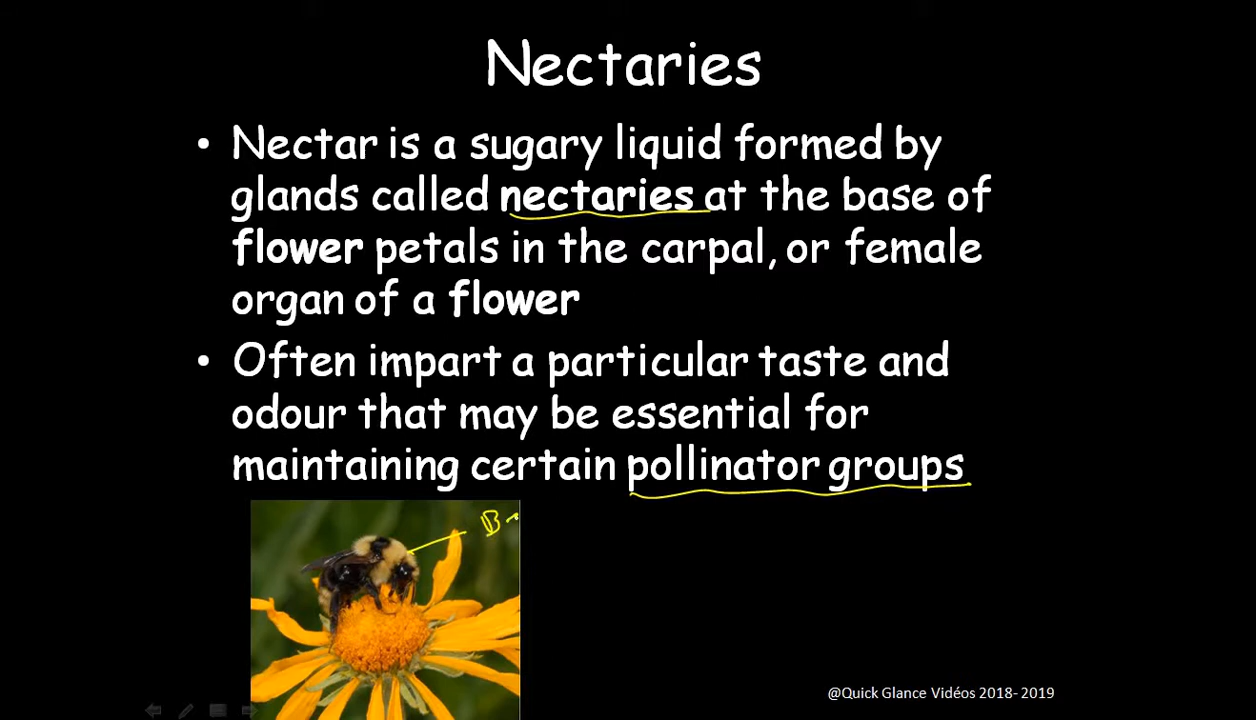 Nectaries
• Nectar is a sugary liquid formed by
glands called nectaries at the base of
flower petals in the carpal, or female
organ of a flower
• Often impart a particular taste and
odour that may be essential for
maintaining certain pollinator groups
@Quick Glance Vidéos 2018- 2019